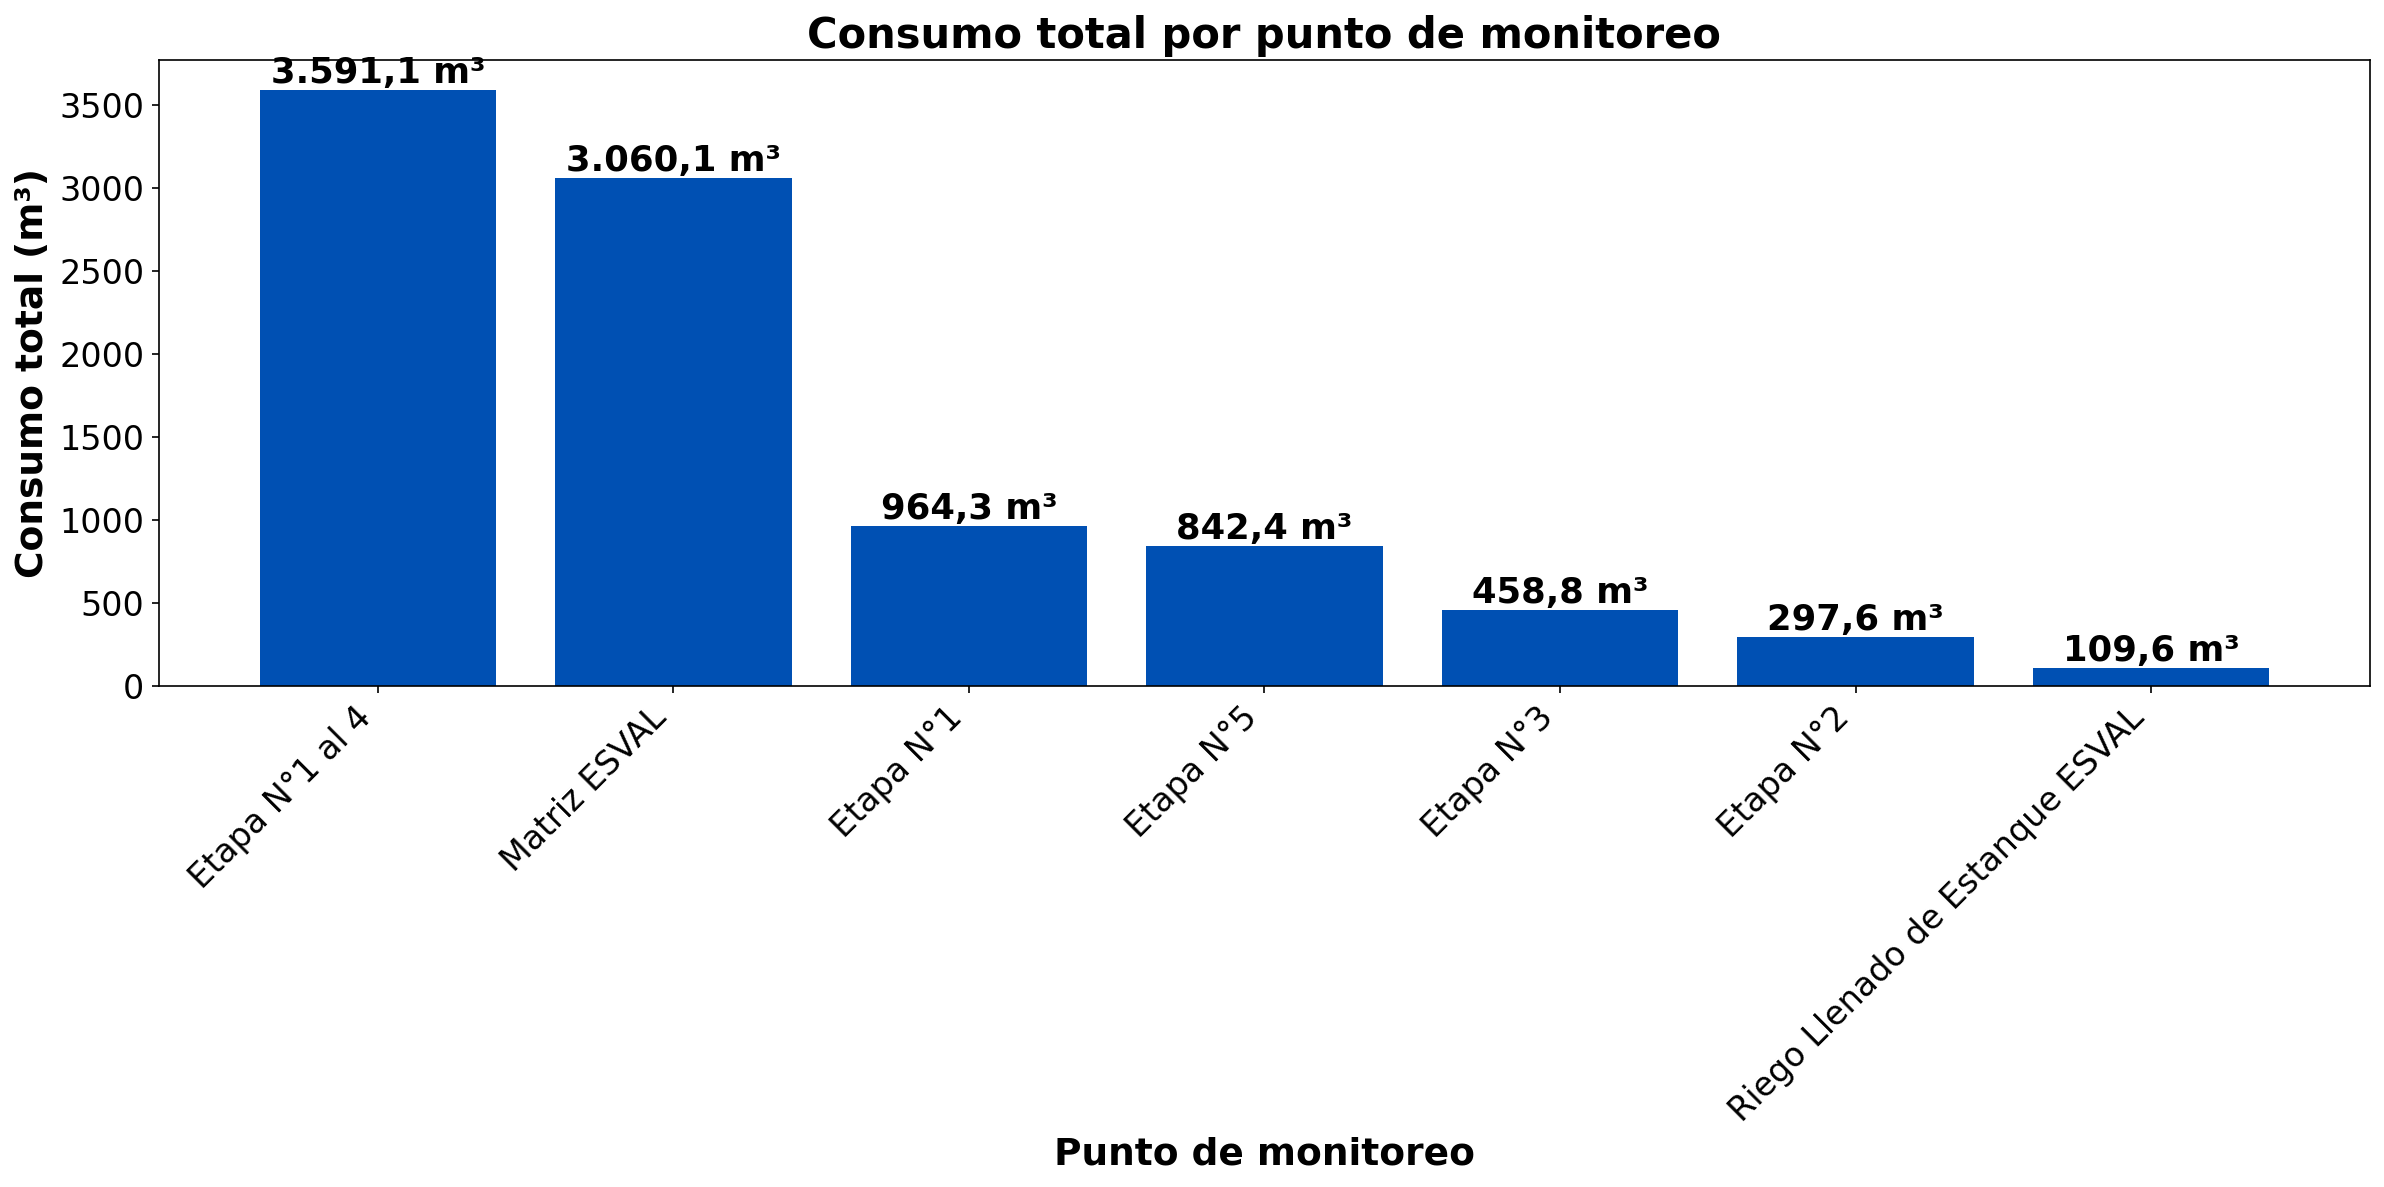 Consumo total por punto de monitoreo
Consumo total (m³)
3500
3000
2500
2000
1500
1000
500
0
3.591,1 m³
3.060,1 m³
964,3 m³
842,4 m³
458,8 m³
297,6 m³
109,6 m³
Etapa N°1 al 4
Matriz ESVAL
Etapa N°1
Etapa N°5
Etapa N°3
Etapa N°2
Riego Llenado de Estanque ESVAL
Punto de monitoreo